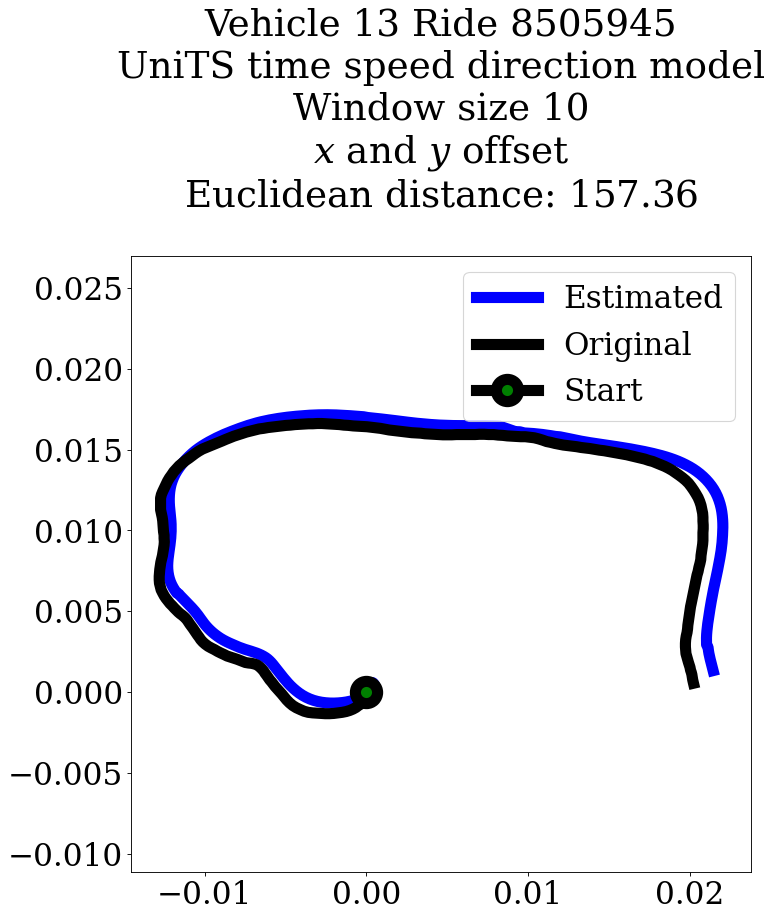 Vehicle 13 Ride 8505945
UniTS time speed direction model
Window size 10
x and y offset
Euclidean distance: 157.36
Estimated
Original
Start
0.025
0.020
0.015
0.010
0.005
0.000
−0.005
−0.010
−0.01 0.00 0.01 0.02